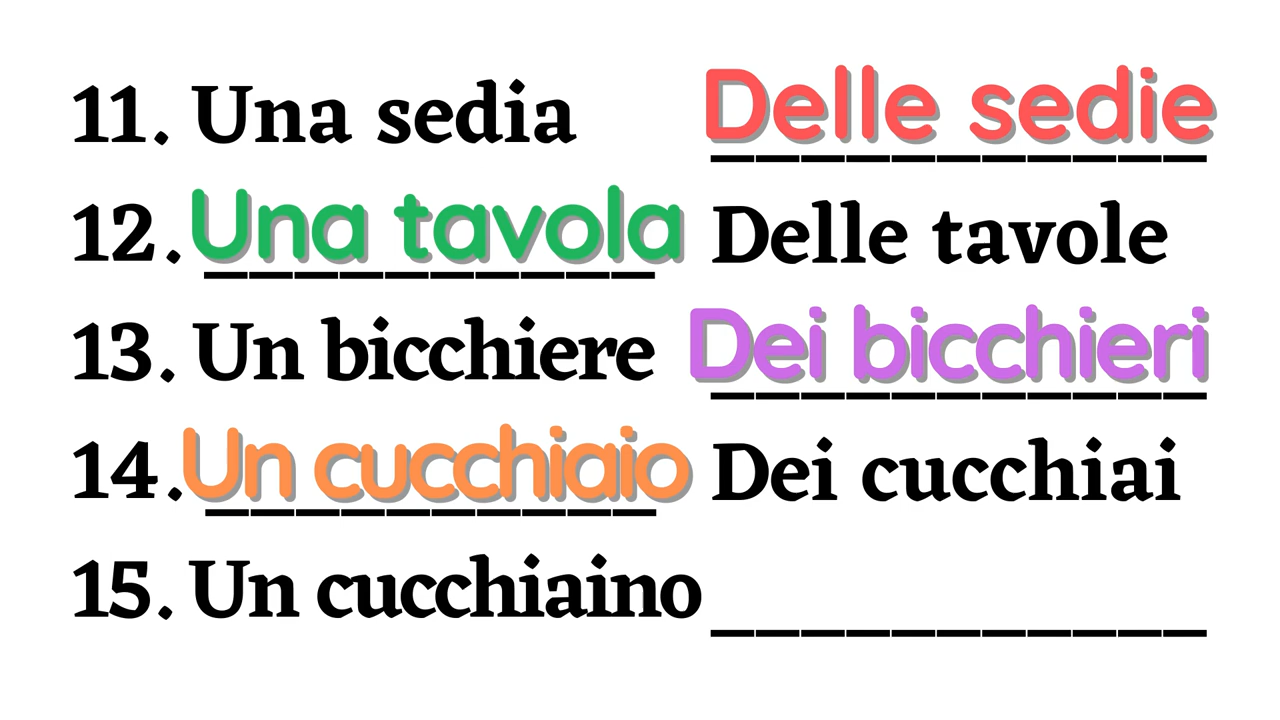 11. Una sedia Delle sedie
12. Una tavola Delle tavole
13. Un bicchiere Dei bicchieri
14. Un cucchiaio Dei cucchiai
15. Un cucchiaino ___________